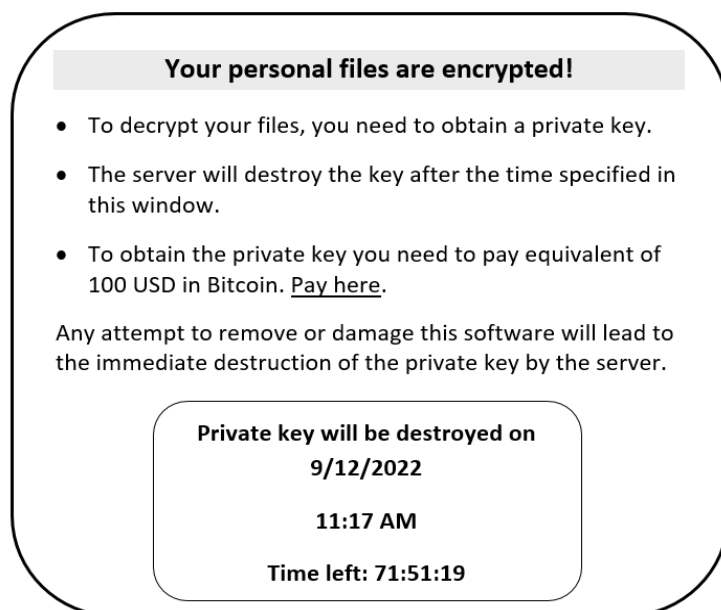 Your personal files are encrypted!
• To decrypt your files, you need to obtain a private key.
• The server will destroy the key after the time specified in
this window.
• To obtain the private key you need to pay equivalent of
100 USD in Bitcoin. Pay here.
Any attempt to remove or damage this software will lead to
the immediate destruction of the private key by the server.
Private key will be destroyed on
9/12/2022
11:17 AM
Time left: 71:51:19